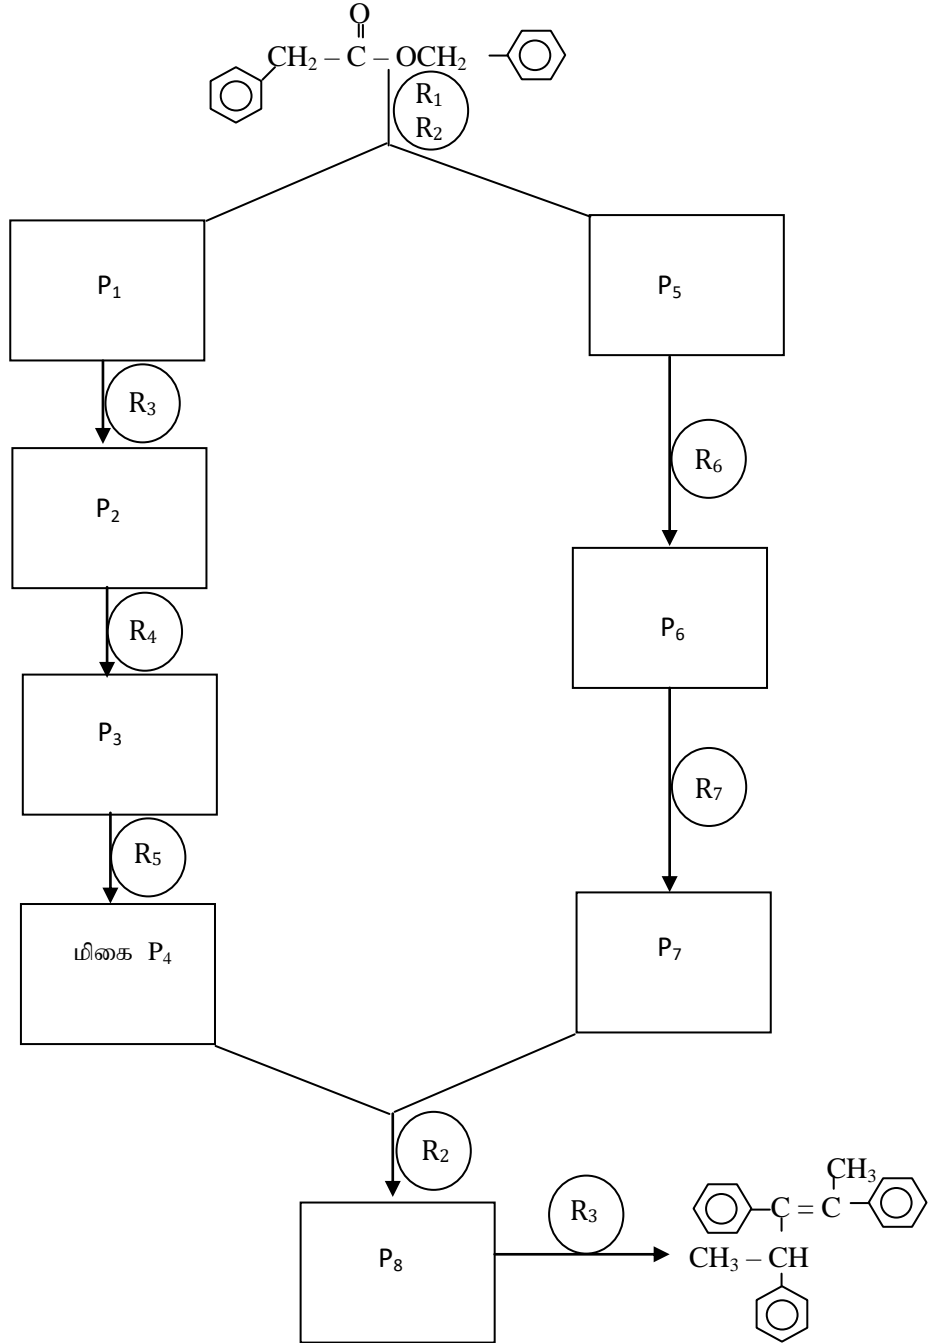 O
CH₂ – C – OCH₂
R₁
R₂
P₁
P₅
R₃
R₆
P₂
R₄
P₆
P₃
R₇
R₅
மிகை P₄
P₇
R₂
R₃
P₈
CH₃
C = C
CH₃ – CH